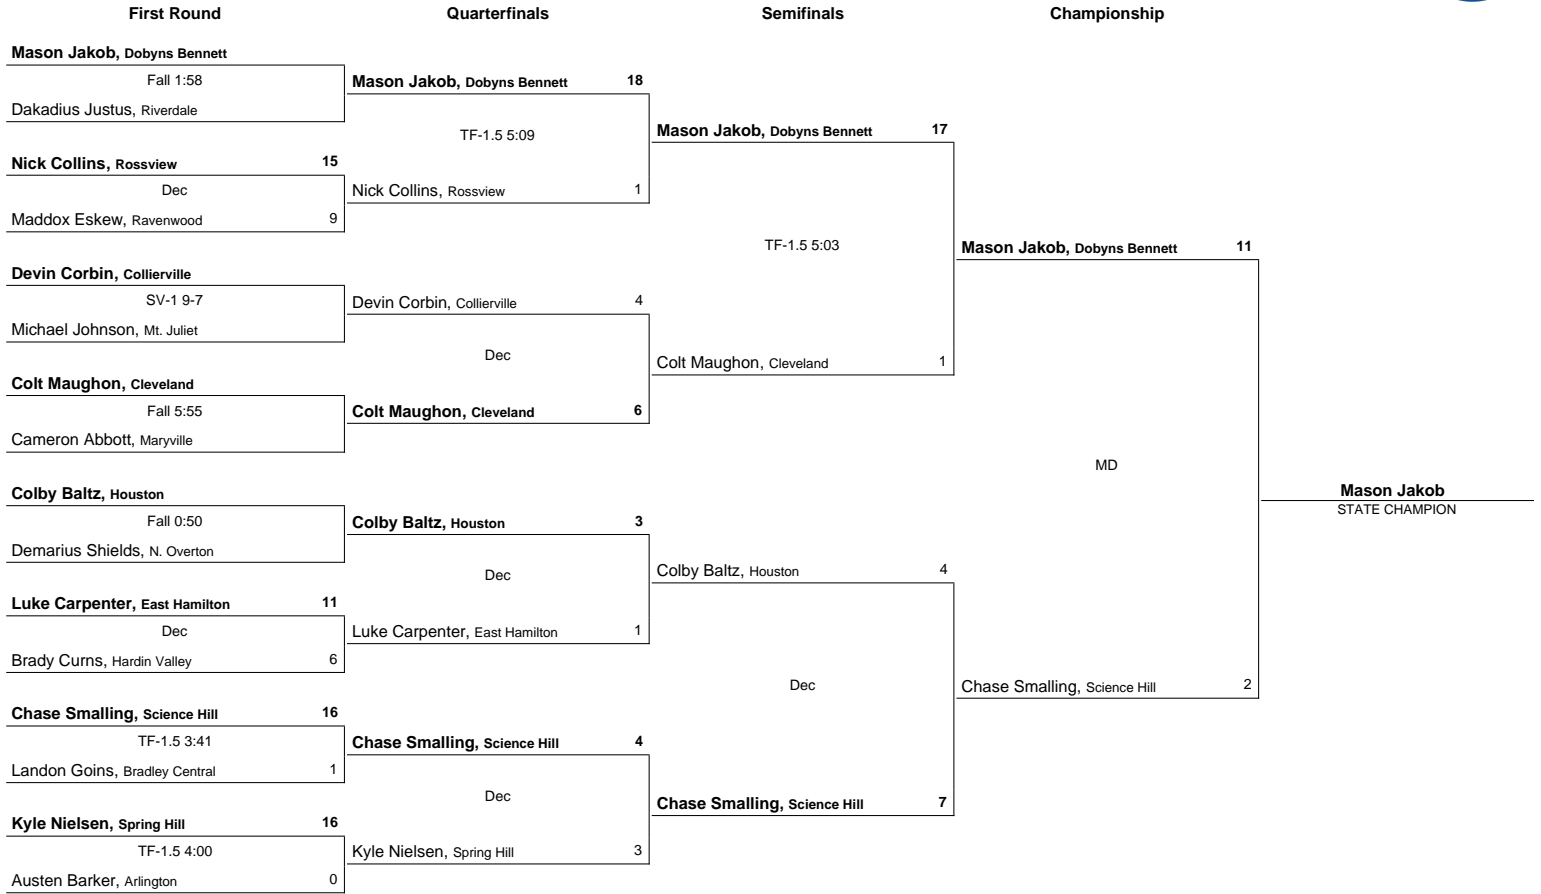 First Round
Quarterfinals
Semifinals
Championship
Mason Jakob, Dobyns Bennett
Fall 1:58
Dakadius Justus, Riverdale
Nick Collins, Rossview 15
Dec
Maddox Eskew, Ravenwood 9
Devin Corbin, Collierville
SV-1 9-7
Michael Johnson, Mt. Juliet
Colt Maughon, Cleveland
Fall 5:55
Cameron Abbott, Maryville
Colby Baltz, Houston
Fall 0:50
Demarius Shields, N. Overton
Luke Carpenter, East Hamilton 11
Dec
Brady Curns, Hardin Valley 6
Chase Smalling, Science Hill 16
TF-1.5 3:41
Landon Goins, Bradley Central 1
Kyle Nielsen, Spring Hill 16
TF-1.5 4:00
Austen Barker, Arlington 0
Mason Jakob, Dobyns Bennett 18
TF-1.5 5:09
Nick Collins, Rossview 1
Devin Corbin, Collierville 4
Dec
Colt Maughon, Cleveland 6
Colby Baltz, Houston 3
Dec
Luke Carpenter, East Hamilton 1
Chase Smalling, Science Hill 4
Dec
Kyle Nielsen, Spring Hill 3
Mason Jakob, Dobyns Bennett 17
TF-1.5 5:03
Colt Maughon, Cleveland 1
Colby Baltz, Houston 4
Dec
Chase Smalling, Science Hill 7
Mason Jakob, Dobyns Bennett 11
MD
Chase Smalling, Science Hill 2
Mason Jakob
STATE CHAMPION